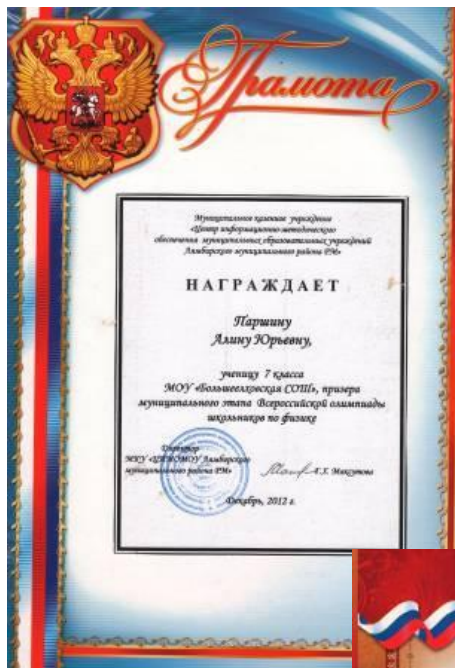 Грамота
Муниципальное казенное учреждение
«Центр информационно-методического
обеспечения муниципальных образовательных учреждений
Лямбирского муниципального района РМ»
НАГРАЖДАЕТ
Паршину
Алину Юрьевну,
ученицу 7 класса
МОУ «Большеелховская СОШ», призера
муниципального этапа Всероссийской олимпиады
школьников по физике
Директор
МКУ «ЦИМОМОУ Лямбирского
муниципального района РМ»
Максутова
Декабрь, 2012 г.